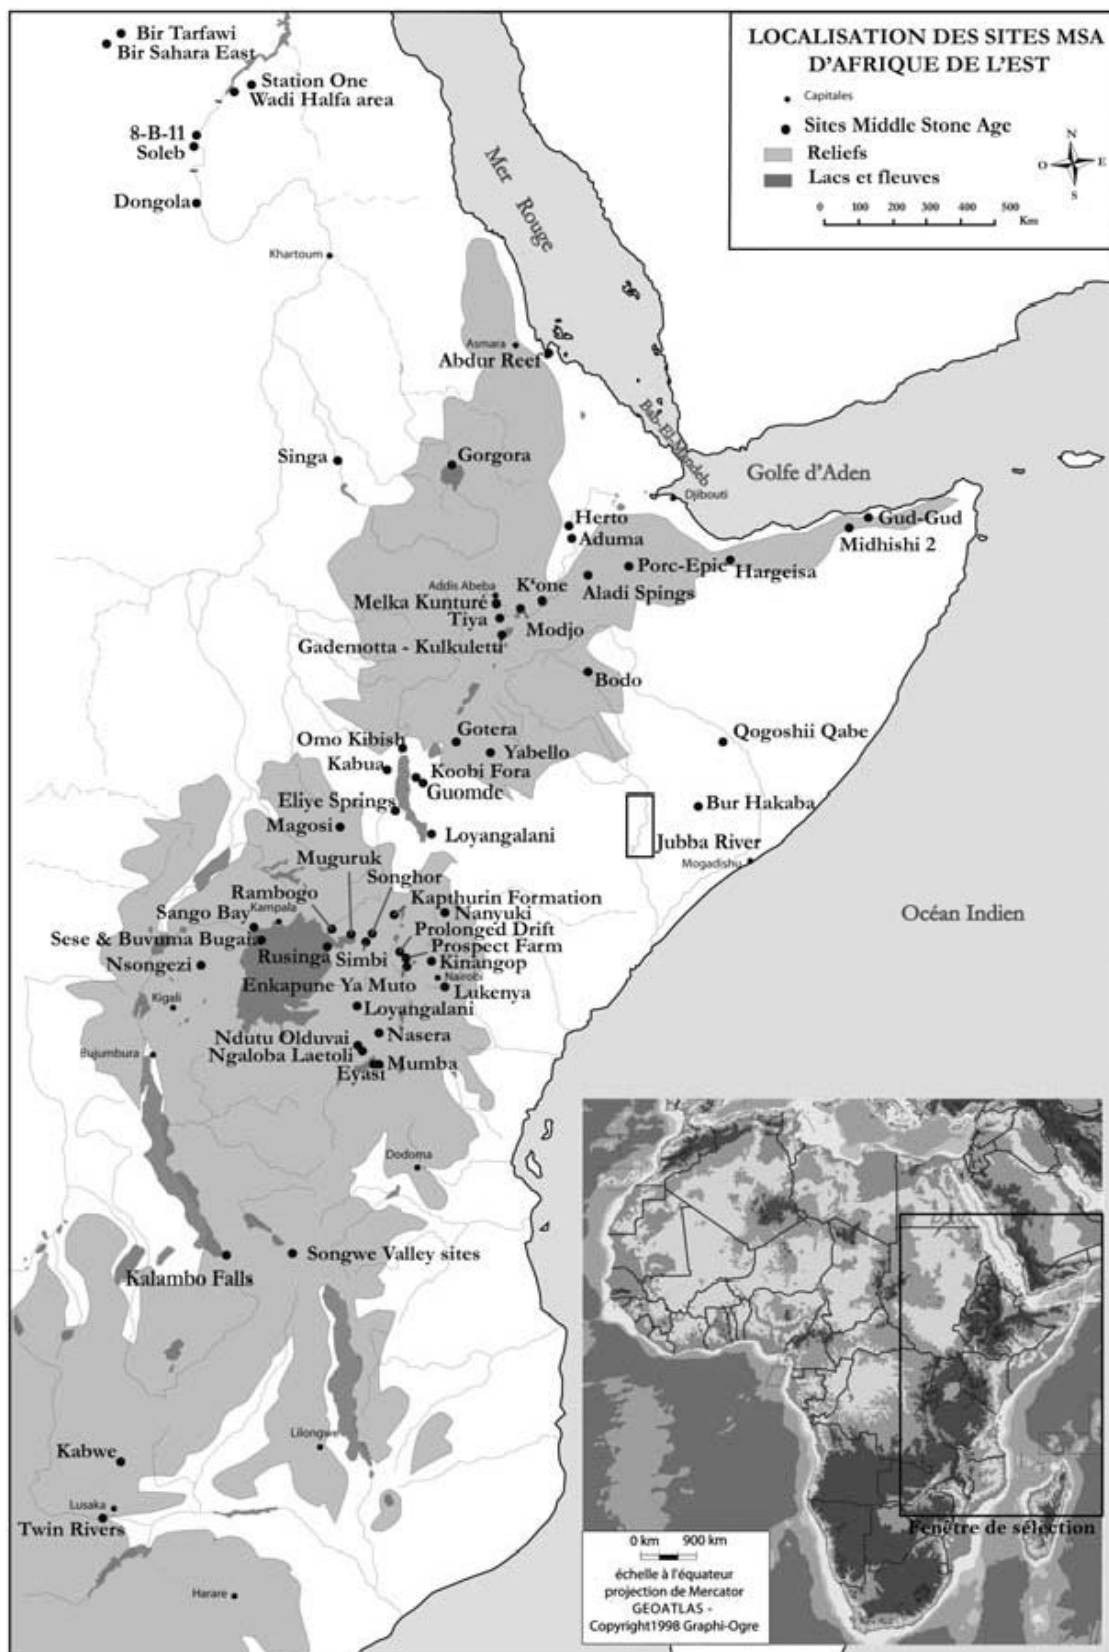 LOCALISATION DES SITES MSA
D'AFRIQUE DE L'EST
Capitales
Sites Middle Stone Age
Reliefs
Lacs et fleuves
N
O
E
S
0 100 200 300 400 500
Km
Bir Tarfawi
Bir Sahara East
Station One
Wadi Halfa area
8-B-11
Soleb
Dongola
Khartoum
Mer Rouge
Asmara
Abdur Reef
Bab-El-Mandeb
Golfe d'Aden
Djibouti
Singa
Gorgora
Herto
Aduma
Gud-Gud
Midhishi 2
Porc-Epic
Hargeisa
Aladi Spings
Addis Abeba
K'one
Melka Kunturé
Tiya
Modjo
Gademotta - Kulkuletti
Bodo
Gotera
Qogoshii Qabe
Omo Kibish
Yabello
Kabua
Koobi Fora
Guomde
Eliye Springs
Bur Hakaba
Magosi
Loyangalani
Jubba River
Mogadishu
Muguruk
Songhor
Rambogo
Kapthurin Formation
Sango Bay
Kampala
Nanyuki
Océan Indien
Prolonged Drift
Sese & Buvuma Bugaia
Prospect Farm
Rusinga
Simbi
Kinangop
Nsongezi
Nairobi
Enkapune Ya Muto
Lukenya
Kigali
Loyangalani
Nasera
Ndutu Olduvai
Bujumbura
Ngaloba Laetoli
Mumba
Eyasi
Dodoma
Songwe Valley sites
Kalambo Falls
Lilongwe
Kabwe
Lusaka
Twin Rivers
Harare
Fenêtre de sélection
0 km 900 km
échelle à l'équateur
projection de Mercator
GEOATLAS -
Copyright1998 Graphi-Ogre